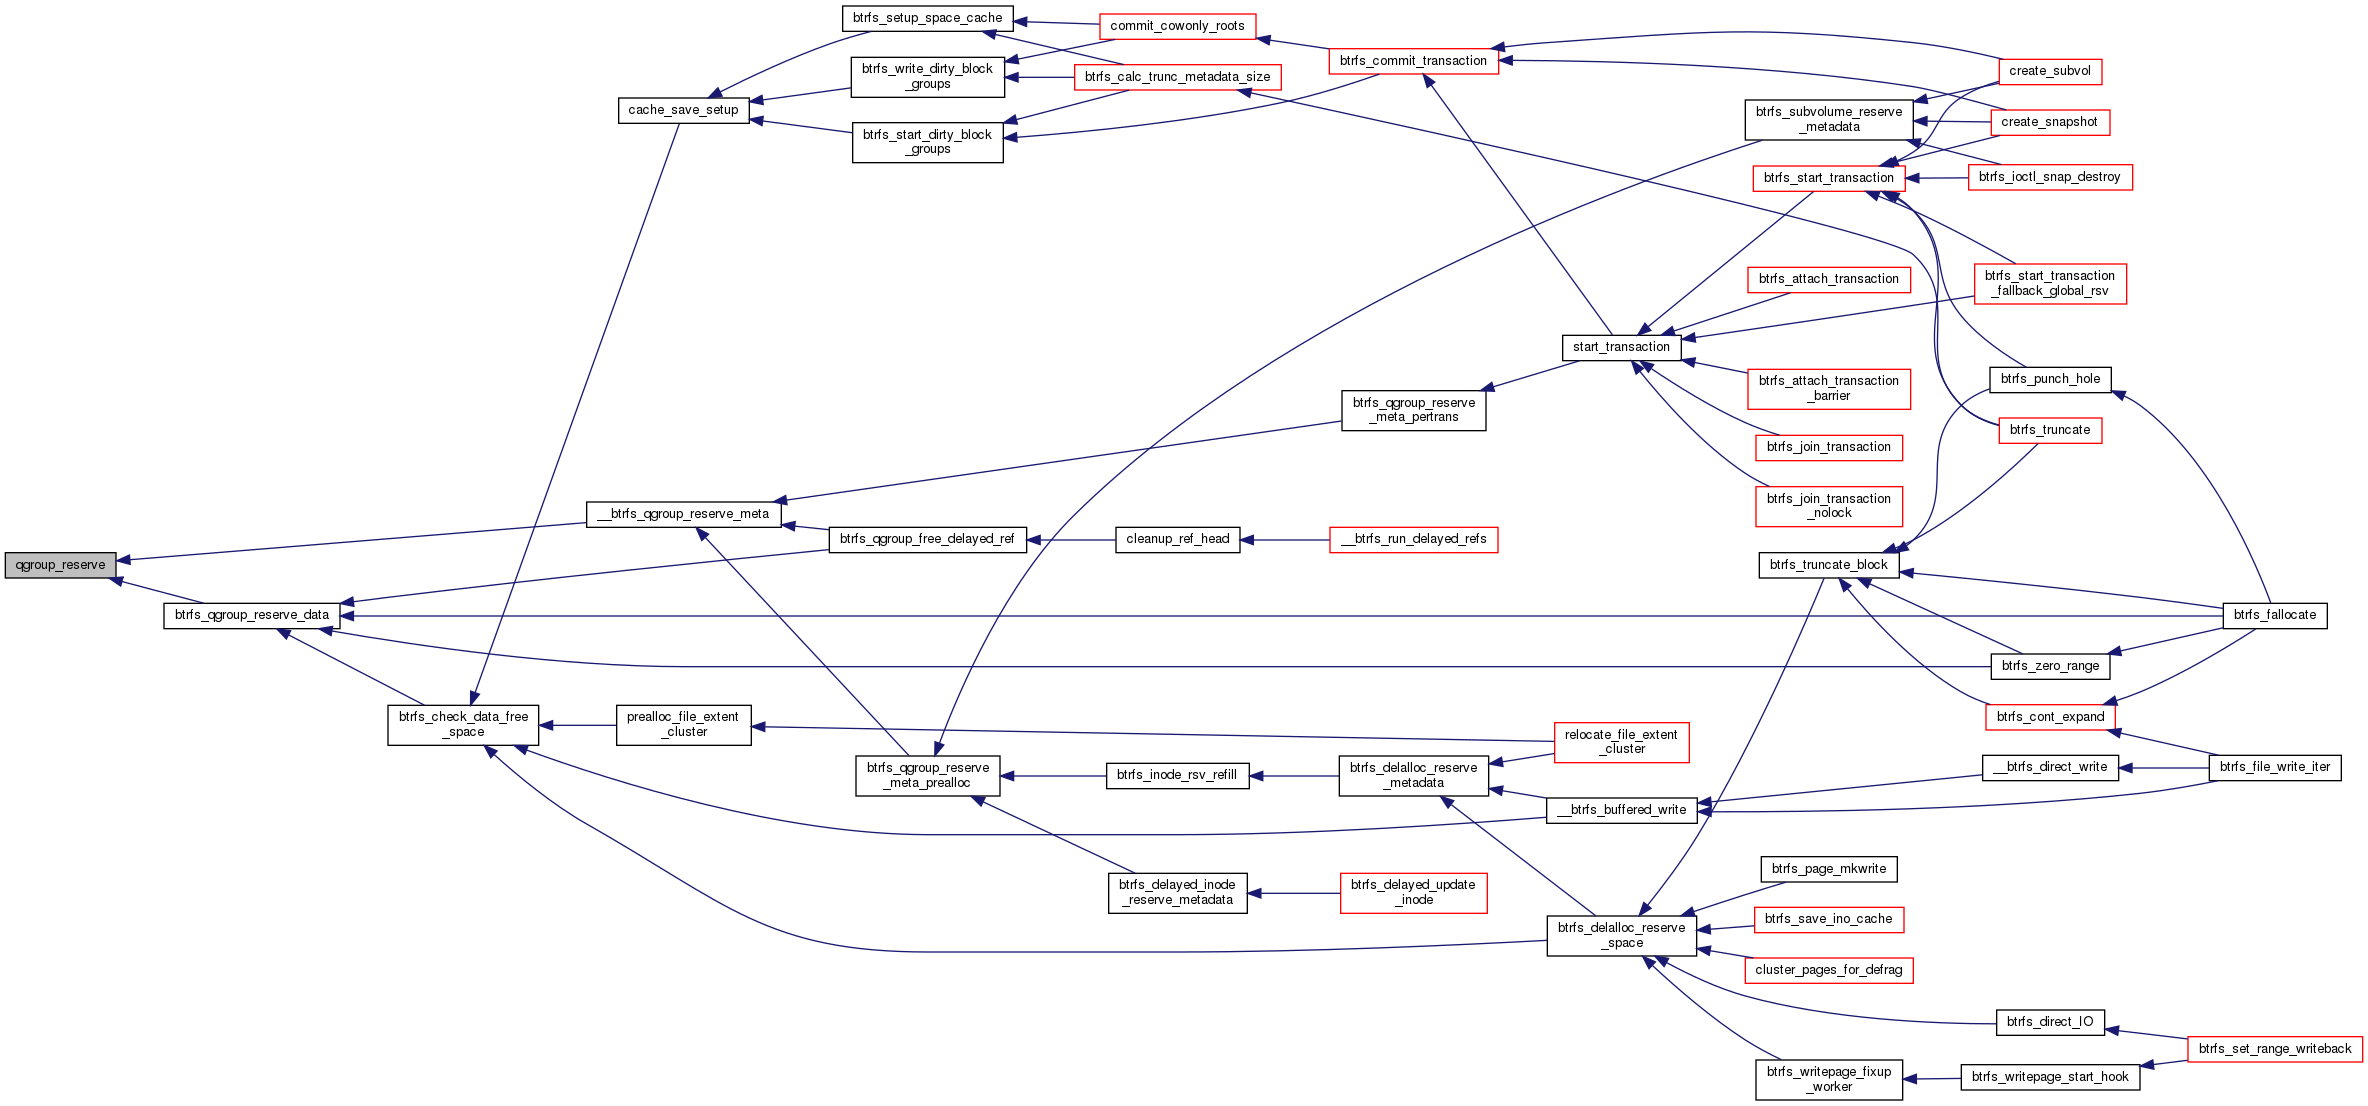 qgroup_reserve
__btrfs_qgroup_reserve_meta
btrfs_qgroup_reserve_data
btrfs_check_data_free
_space
cache_save_setup
prealloc_file_extent
_cluster
btrfs_setup_space_cache
btrfs_write_dirty_block
_groups
btrfs_start_dirty_block
_groups
btrfs_qgroup_free_delayed_ref
btrfs_qgroup_reserve
_meta_prealloc
commit_cowonly_roots
btrfs_calc_trunc_metadata_size
cleanup_ref_head
btrfs_inode_rsv_refill
btrfs_delayed_inode
_reserve_metadata
btrfs_commit_transaction
btrfs_qgroup_reserve
_meta_pertrans
__btrfs_run_delayed_refs
btrfs_delalloc_reserve
_metadata
btrfs_delayed_update
_inode
start_transaction
relocate_file_extent
_cluster
__btrfs_buffered_write
btrfs_delalloc_reserve
_space
btrfs_subvolume_reserve
_metadata
btrfs_start_transaction
btrfs_attach_transaction
btrfs_attach_transaction
_barrier
btrfs_join_transaction
btrfs_join_transaction
_nolock
btrfs_truncate_block
btrfs_page_mkwrite
btrfs_save_ino_cache
cluster_pages_for_defrag
btrfs_writepage_fixup
_worker
create_subvol
create_snapshot
btrfs_ioctl_snap_destroy
btrfs_start_transaction
_fallback_global_rsv
btrfs_punch_hole
btrfs_truncate
btrfs_zero_range
btrfs_cont_expand
__btrfs_direct_write
btrfs_direct_IO
btrfs_writepage_start_hook
btrfs_fallocate
btrfs_file_write_iter
btrfs_set_range_writeback